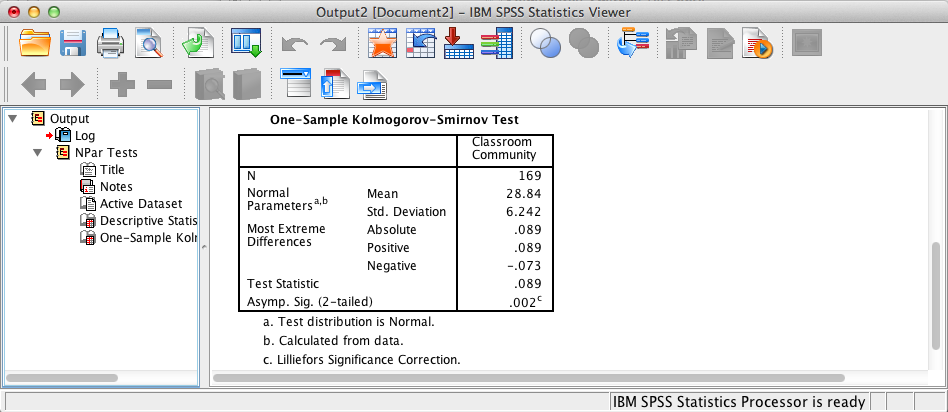 Output2 [Document2] – IBM SPSS Statistics Viewer
Output
Log
NPar Tests
Title
Notes
Active Dataset
Descriptive Statis
One-Sample Kolr
One-Sample Kolmogorov-Smirnov Test
Classroom
Community
N 169
Normal Parametersa,b Mean 28.84
Std. Deviation 6.242
Most Extreme Differences Absolute .089
Positive .089
Negative -.073
Test Statistic .089
Asymp. Sig. (2-tailed) .002c
a. Test distribution is Normal.
b. Calculated from data.
c. Lilliefors Significance Correction.
IBM SPSS Statistics Processor is ready